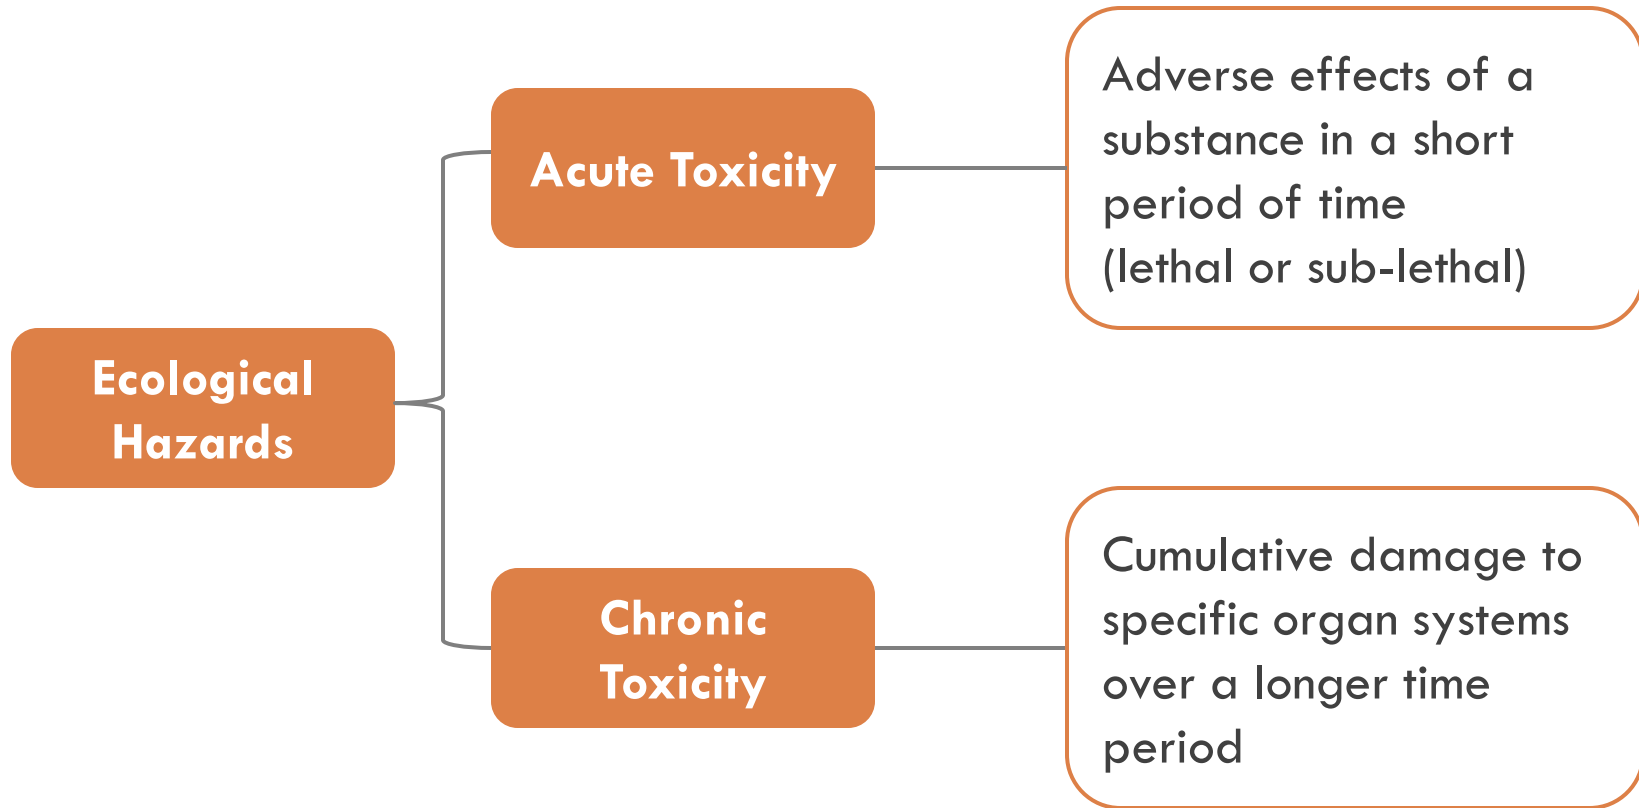 Ecological
Hazards
Acute Toxicity
Adverse effects of a
substance in a short
period of time
(lethal or sub-lethal)
Chronic
Toxicity
Cumulative damage to
specific organ systems
over a longer time
period